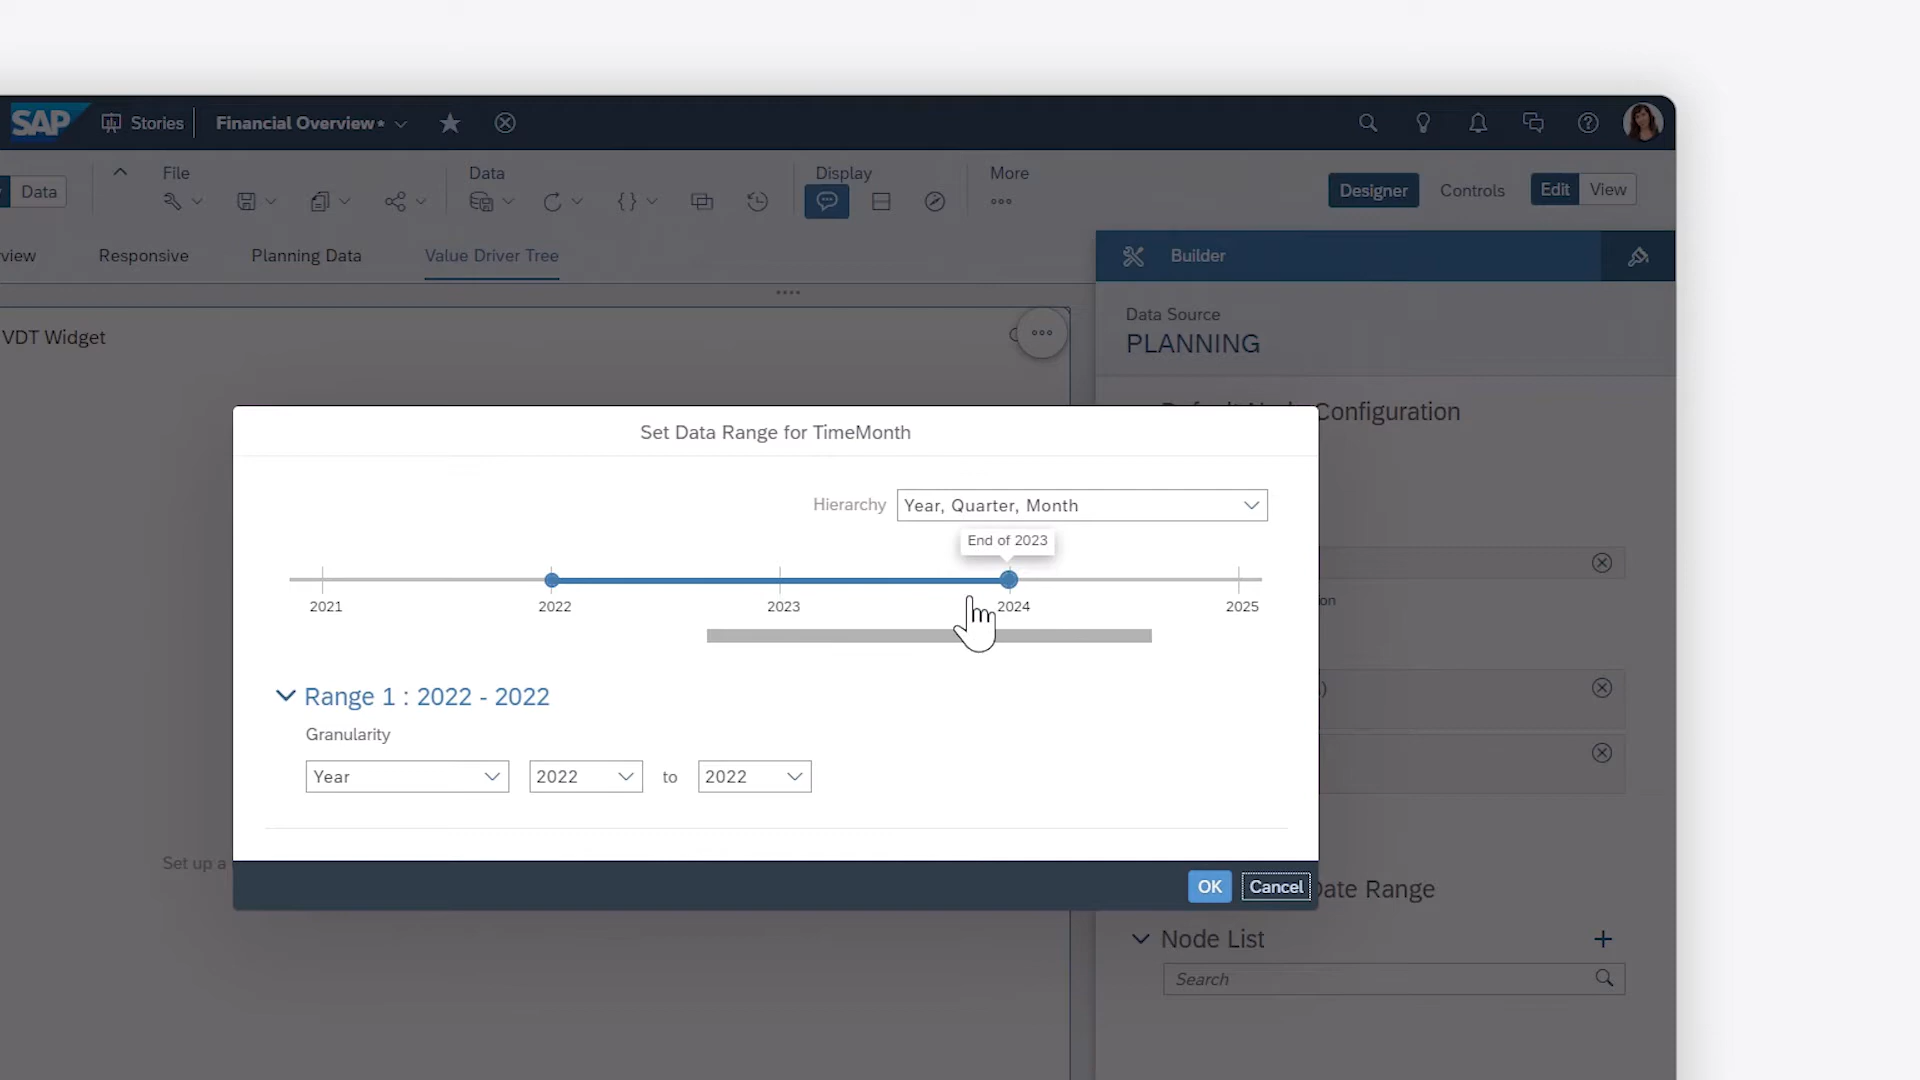 SAP Stories Financial Overview*
File Data Display More
Data Designer Controls Edit View
Responsive Planning Data Value Driver Tree
Builder
VDT Widget
Data Source
PLANNING
Configuration
Set Data Range for TimeMonth
Hierarchy Year, Quarter, Month
End of 2023
2021 2022 2023 2024 2025
Range 1 : 2022 - 2022
Granularity
Year 2022 to 2022
Set up a
OK Cancel
Date Range
Node List
Search